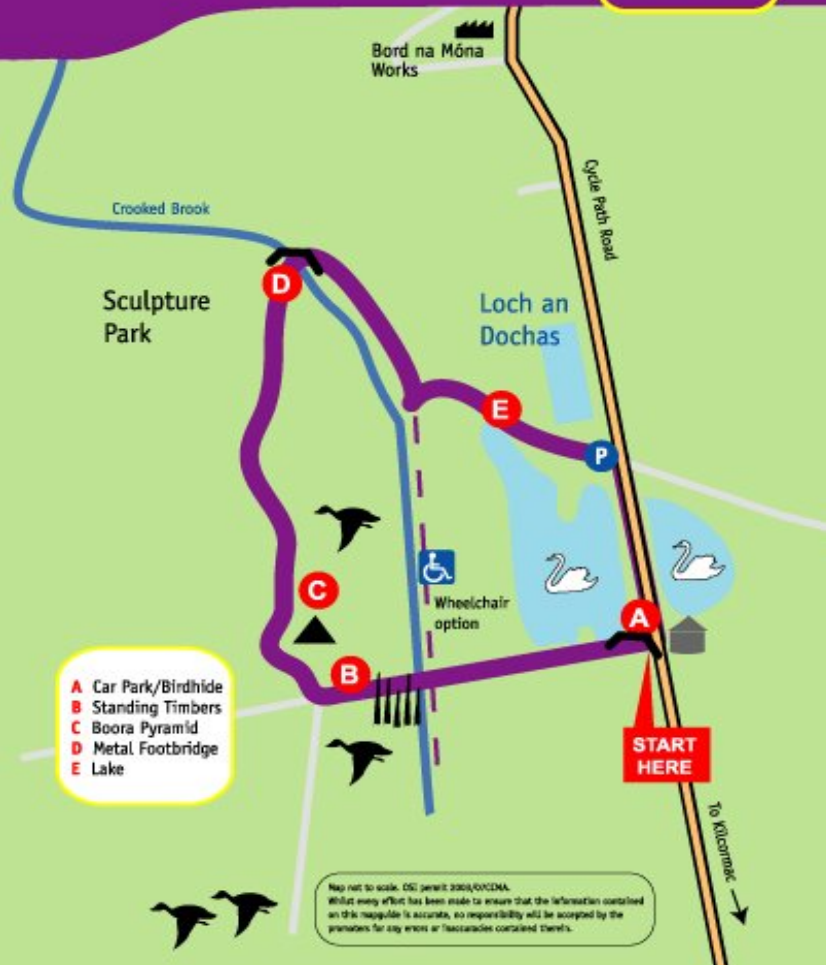 Bord na Móna
Works
Cycle Path Road
Crooked Brook
D
Sculpture
Park
Loch an
Dochas
E
P
C
Wheelchair
option
A
B
A Car Park/Birdhide
B Standing Timbers
C Boora Pyramid
D Metal Footbridge
E Lake
START
HERE
To Kilcormac
Map not to scale. OSI permit
Whilst every effort has been made to ensure that the information contained
on this mapguide is accurate, no responsibility will be accepted by the
promoters for any errors or inaccuracies contained therein.